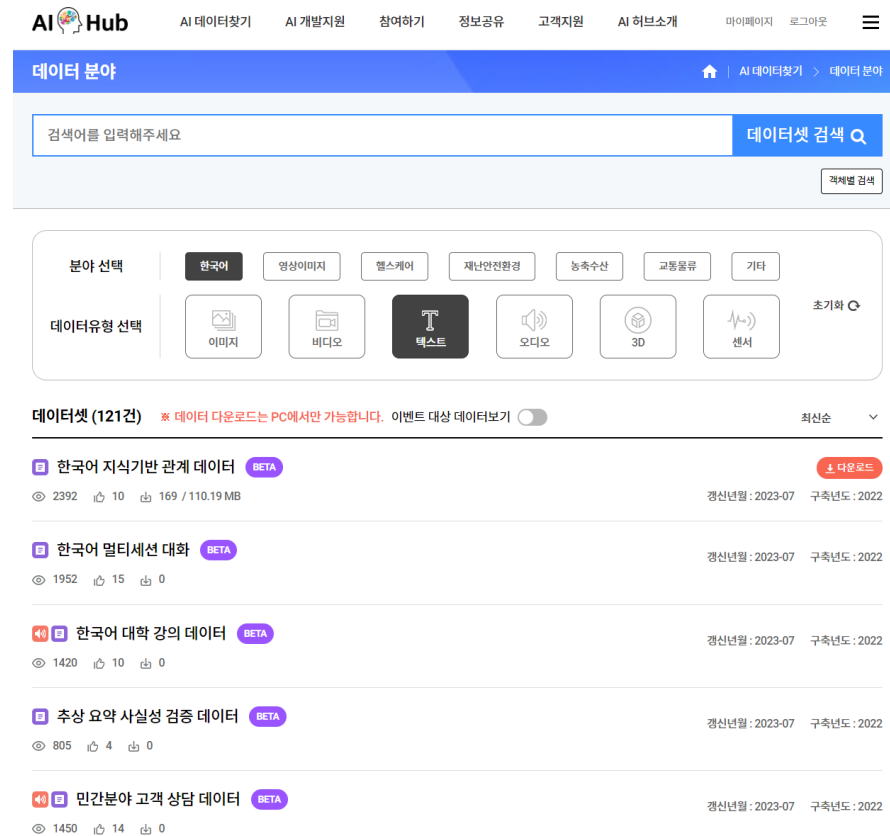 AI Hub AI 데이터찾기 AI 개발지원 참여하기 정보공유 고객지원 AI 허브소개 마이페이지 로그아웃
데이터 분야 AI 데이터찾기 > 데이터 분야
검색어를 입력해주세요 데이터셋 검색
객체별 검색
분야 선택 한국어 영상이미지 헬스케어 재난안전환경 농축수산 교통물류 기타
초기화
데이터유형 선택 이미지 비디오 텍스트 오디오 3D 센서
데이터셋 (121건) ※ 데이터 다운로드는 PC에서만 가능합니다. 이벤트 대상 데이터보기 최신순
한국어 지식기반 관계 데이터 BETA 다운로드
2392 10 169 / 110.19 MB 갱신년월 : 2023-07 구축년도 : 2022
한국어 멀티세션 대화 BETA 갱신년월 : 2023-07 구축년도 : 2022
1952 15 0
한국어 대학 강의 데이터 BETA 갱신년월 : 2023-07 구축년도 : 2022
1420 10 0
추상 요약 사실성 검증 데이터 BETA 갱신년월 : 2023-07 구축년도 : 2022
805 4 0
민간분야 고객 상담 데이터 BETA 갱신년월 : 2023-07 구축년도 : 2022
1450 14 0